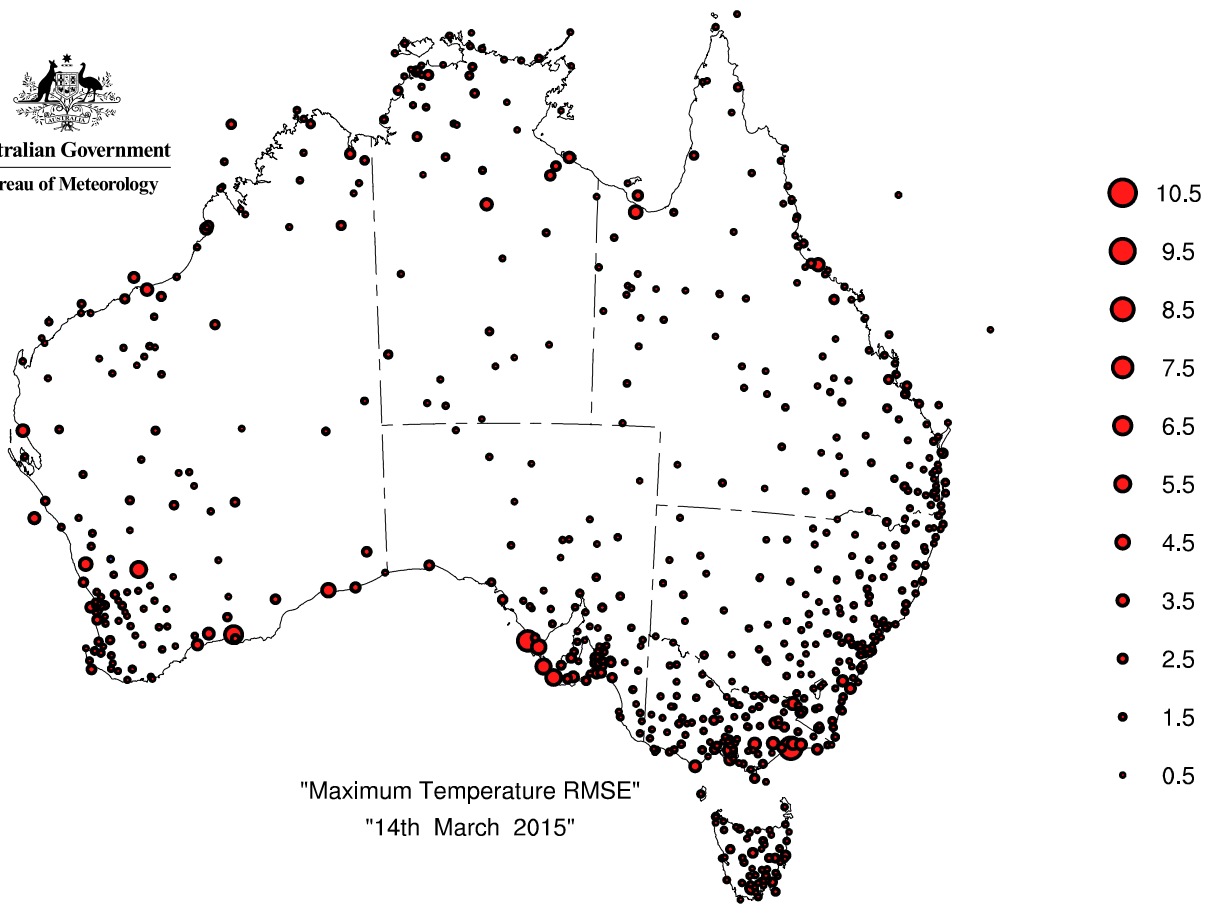 AUSTRALIA
tralian Government
reau of Meteorology
10.5
9.5
8.5
7.5
6.5
5.5
4.5
3.5
2.5
1.5
0.5
"Maximum Temperature RMSE"
"14th March 2015"